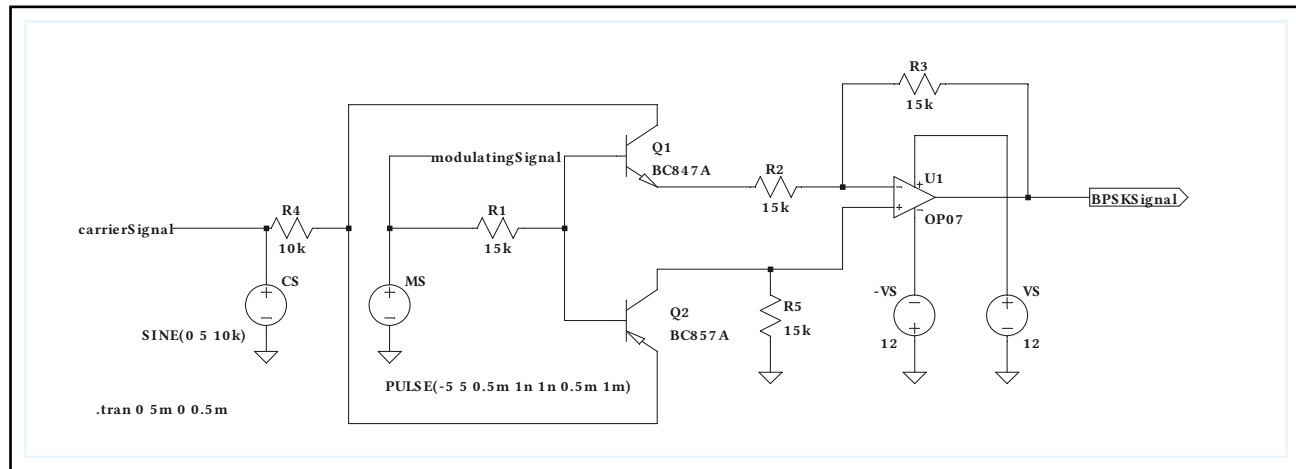 R3
15k
Q1
BC847A
modulatingSignal
R2
15k
U1
OP07
BPSKSignal
R4
10k
carrierSignal
R1
15k
CS
SINE(0 5 10k)
MS
Q2
BC857A
R5
15k
-VS
12
VS
12
PULSE(-5 5 0.5m 1n 1n 0.5m 1m)
.tran 0 5m 0 0.5m